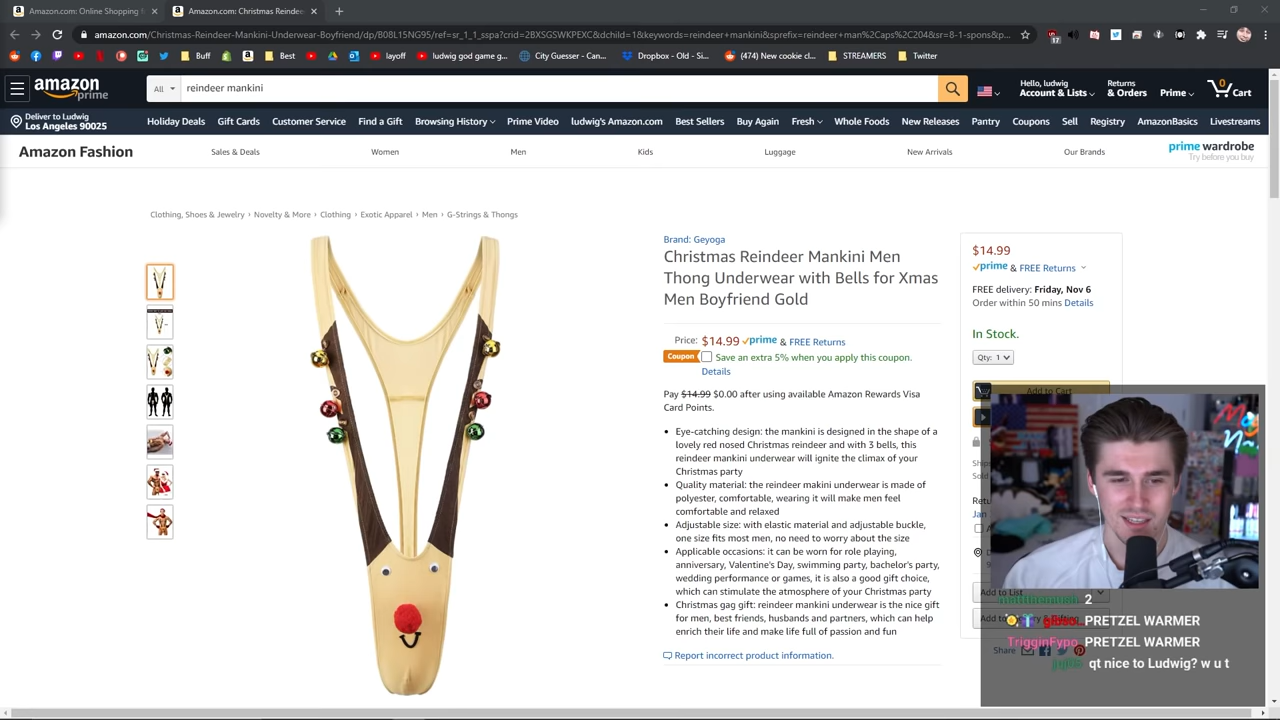 Amazon.com: Online Shopping f
Amazon.com: Christmas Reindee
amazon.com/Christmas-Reindeer-Mankini-Underwear-Boyfriend/dp/B08L15NG95/ref=sr_1_1_sspa?crid=2BXSGSWKPEXC&dchild=1&keywords=reindeer+mankini&sprefix=reindeer+man%2Caps%2C204&sr=8-1-spons&p...
17
Buff
Best
layoff
ludwig god game g...
City Guesser - Can...
Dropbox - Old - Si...
(474) New cookie cl...
STREAMERS
Twitter
amazon prime
All
reindeer mankini
Hello, ludwig
Account & Lists
Returns
& Orders
Prime
0
Cart
Deliver to Ludwig
Los Angeles 90025
Holiday Deals
Gift Cards
Customer Service
Find a Gift
Browsing History
Prime Video
ludwig's Amazon.com
Best Sellers
Buy Again
Fresh
Whole Foods
New Releases
Pantry
Coupons
Sell
Registry
AmazonBasics
Livestreams
Amazon Fashion
Sales & Deals
Women
Men
Kids
Luggage
New Arrivals
Our Brands
prime wardrobe
Try before you buy
Clothing, Shoes & Jewelry › Novelty & More › Clothing › Exotic Apparel › Men › G-Strings & Thongs
Brand: Geyoga
Christmas Reindeer Mankini Men
Thong Underwear with Bells for Xmas
Men Boyfriend Gold
Price: $14.99 prime & FREE Returns
Coupon Save an extra 5% when you apply this coupon.
Details
Pay $14.99 $0.00 after using available Amazon Rewards Visa
Card Points.
• Eye-catching design: the mankini is designed in the shape of a
lovely red nosed Christmas reindeer and with 3 bells, this
reindeer mankini underwear will ignite the climax of your
Christmas party
• Quality material: the reindeer makini underwear is made of
polyester, comfortable, wearing it will make men feel
comfortable and relaxed
• Adjustable size: with elastic material and adjustable buckle,
one size fits most men, no need to worry about the size
• Applicable occasions: it can be worn for role playing,
anniversary, Valentine's Day, swimming party, bachelor's party,
wedding performance or games, it is also a good gift choice,
which can stimulate the atmosphere of your Christmas party
• Christmas gag gift: reindeer mankini underwear is the nice gift
for men, best friends, husbands and partners, which can help
enrich their life and make life full of passion and fun
Report incorrect product information.
$14.99
prime & FREE Returns
FREE delivery: Friday, Nov 6
Order within 50 mins Details
In Stock.
Qty: 1
Add to Cart
Ship
Sold
Retu
Jan
Add to List
Add to
Share
2
PRETZEL WARMER
TrigginFypo PRETZEL WARMER
qt nice to Ludwig? w u t